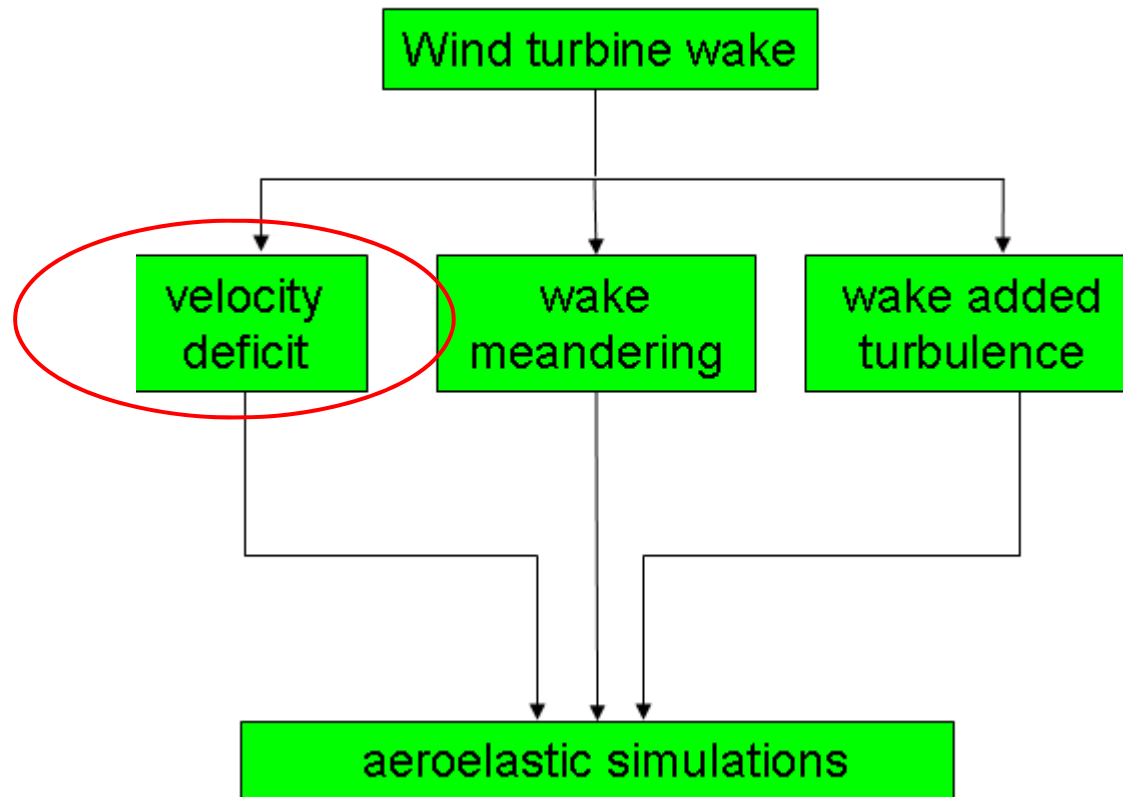 Wind turbine wake
velocity
deficit
wake
meandering
wake added
turbulence
aeroelastic simulations